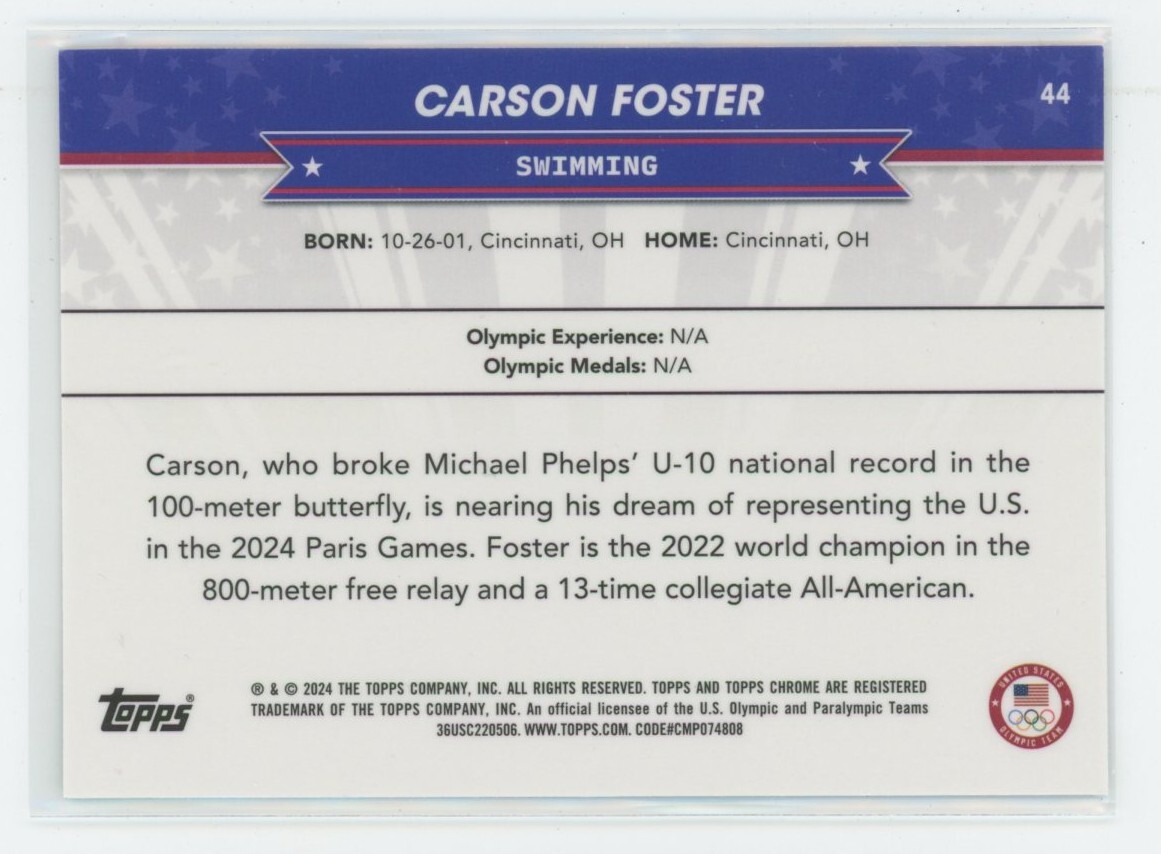 CARSON FOSTER
44
SWIMMING
BORN: 10-26-01, Cincinnati, OH HOME: Cincinnati, OH
Olympic Experience: N/A
Olympic Medals: N/A
Carson, who broke Michael Phelps' U-10 national record in the
100-meter butterfly, is nearing his dream of representing the U.S.
in the 2024 Paris Games. Foster is the 2022 world champion in the
800-meter free relay and a 13-time collegiate All-American.
Topps®
® & © 2024 THE TOPPS COMPANY, INC. ALL RIGHTS RESERVED. TOPPS AND TOPPS CHROME ARE REGISTERED
TRADEMARK OF THE TOPPS COMPANY, INC. An official licensee of the U.S. Olympic and Paralympic Teams
36USC220506. WWW.TOPPS.COM. CODE#CMP074808
UNITED STATES
OLYMPIC TEAM